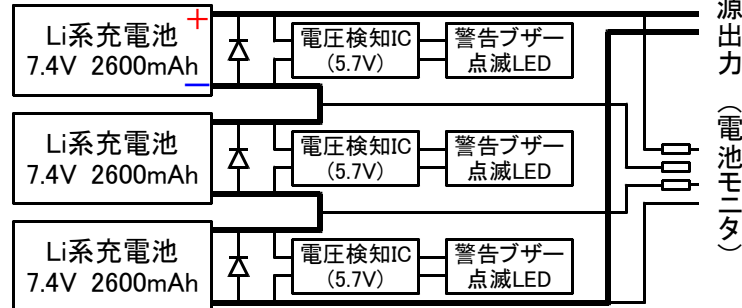 Li系充電池
7.4V 2600mAh
+
−
電圧検知IC
(5.7V)
警告ブザー
点滅LED
Li系充電池
7.4V 2600mAh
電圧検知IC
(5.7V)
警告ブザー
点滅LED
Li系充電池
7.4V 2600mAh
電圧検知IC
(5.7V)
警告ブザー
点滅LED
源出力
(電池モニタ)